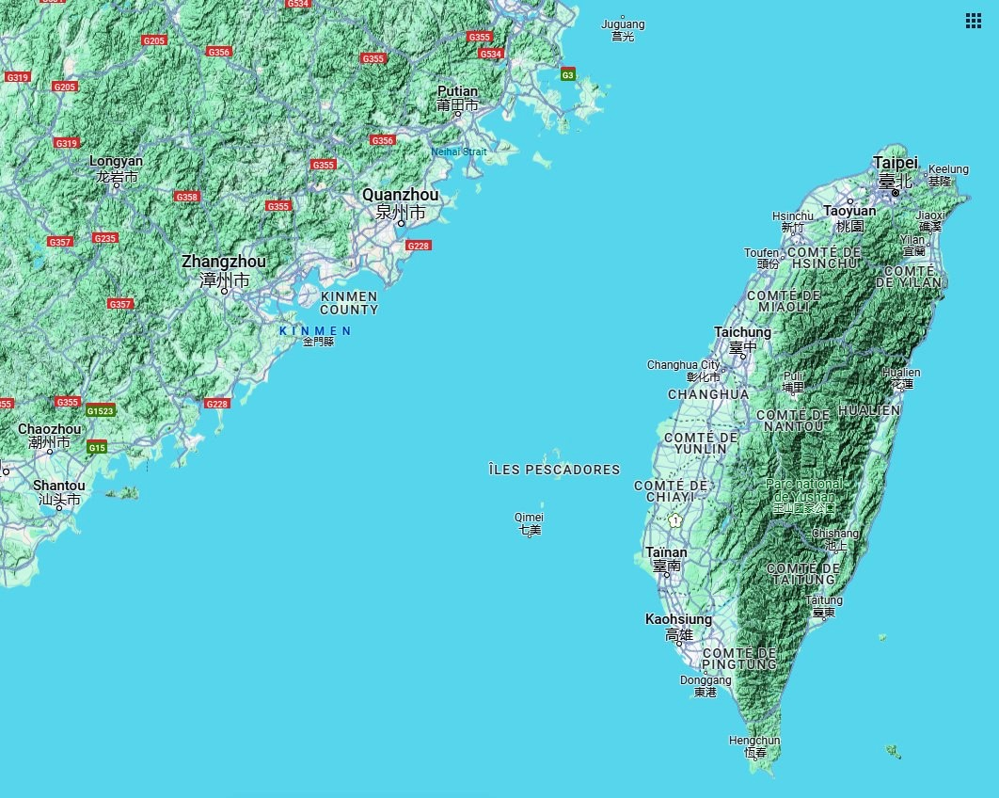 G534
Juguang
莒光
G205
G355
G356
G534
G355
G319
G3
G205
Putian
莆田市
G319
G356
Neihai Strait
Longyan
龙岩市
G355
Taipei
臺北
Keelung
基隆
G358
Quanzhou
泉州市
G355
Taoyuan
桃園
Hsinchu
新竹
Jiaoxi
礁溪
G357
G235
G228
Yilan
宜蘭
Toufen
頭份
COMTÉ DE
HSINCHU
Zhangzhou
漳州市
COMTÉ
DE YILAN
KINMEN
COUNTY
COMTÉ DE
MIAOLI
G357
KINMEN
金門縣
Taichung
臺中
Changhua City
彰化市
Puli
埔里
Hualien
花蓮
CHANGHUA
G355
G228
G1523
HUALIEN
COMTÉ DE
NANTOU
Chaozhou
潮州市
G15
COMTÉ DE
YUNLIN
ÎLES PESCADORES
Shantou
汕头市
COMTÉ DE
CHIAYI
Parc national
de Yushan
玉山國家公園
1
Qimei
七美
Chishang
池上
Taïnan
臺南
COMTÉ DE
TAITUNG
Taitung
臺東
Kaohsiung
高雄
COMTÉ DE
PINGTUNG
Donggang
東港
Hengchun
恆春